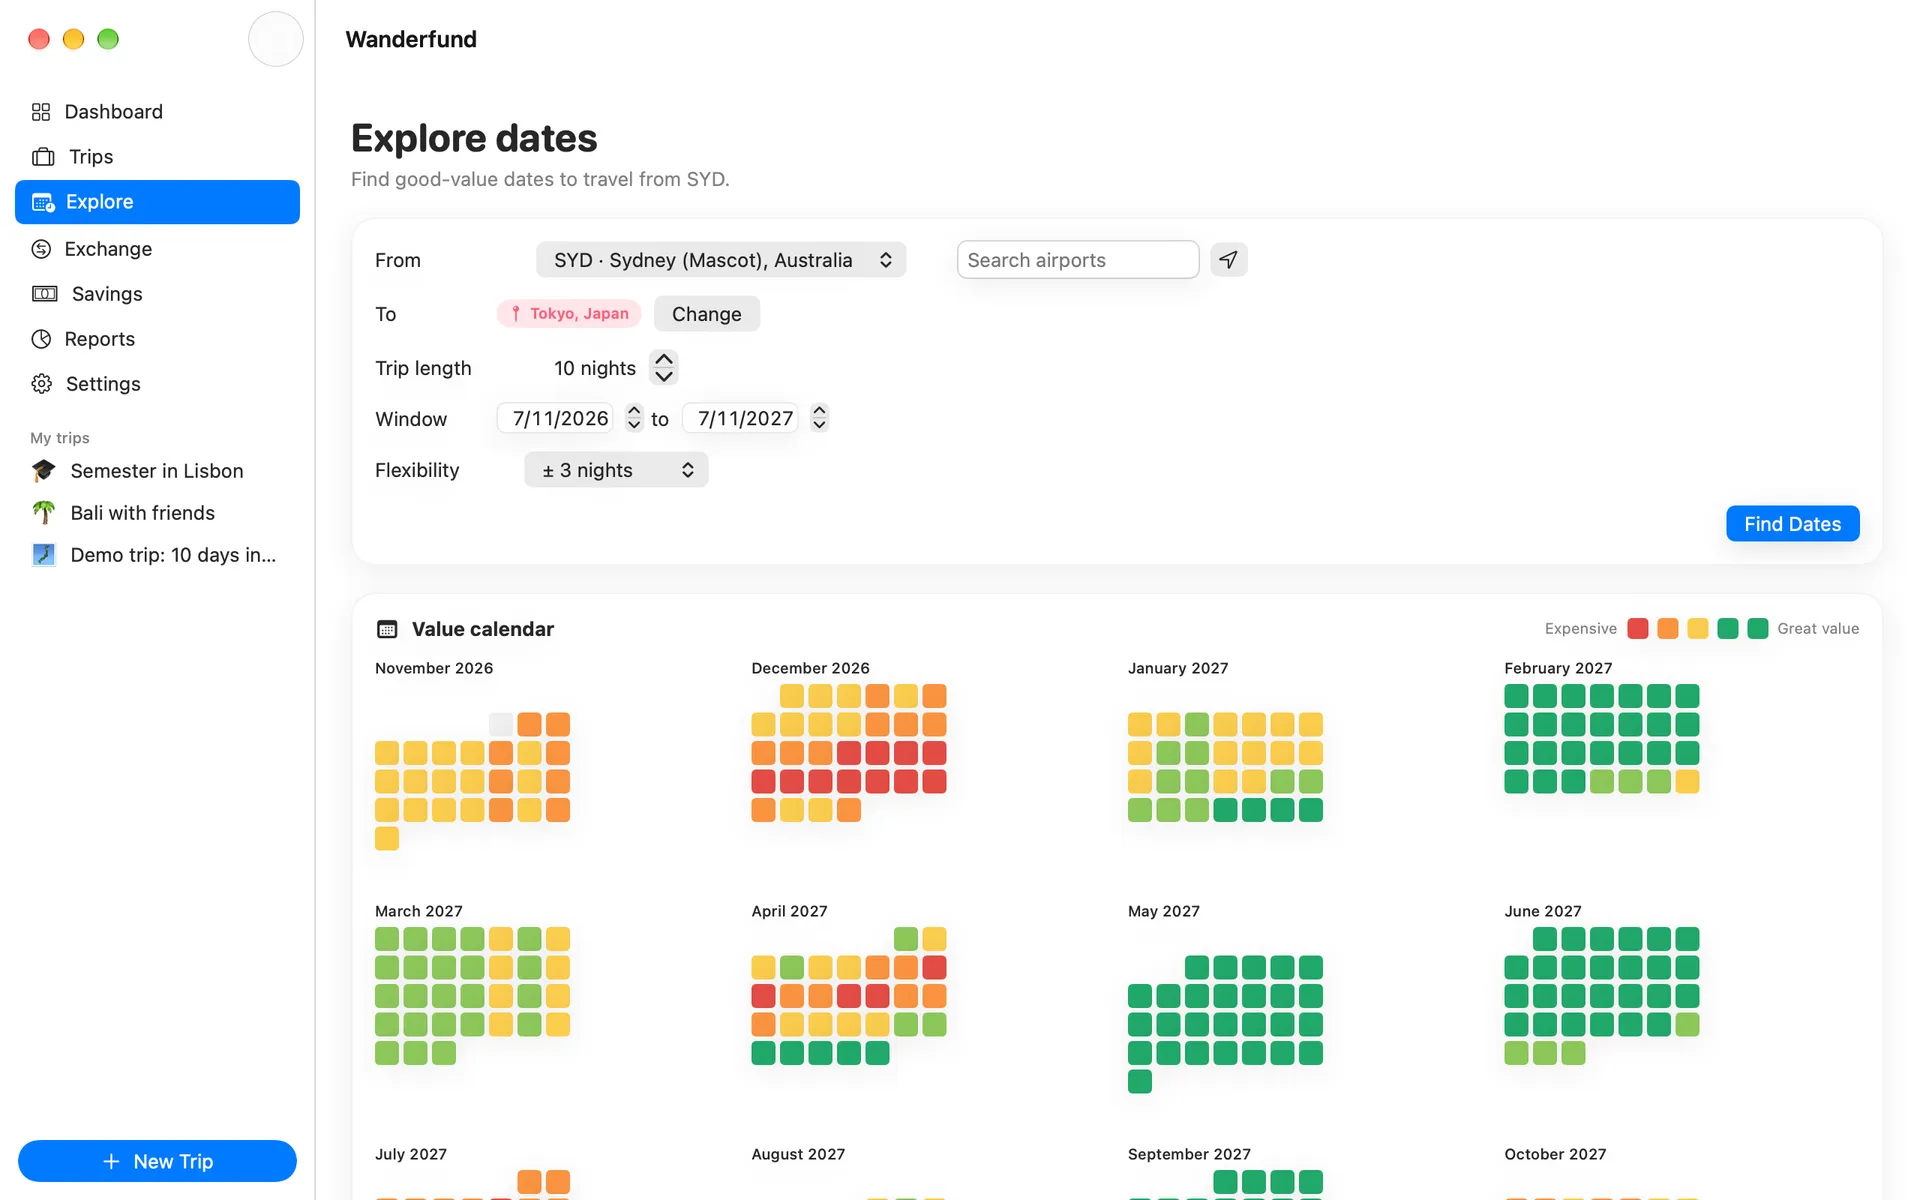 Wanderfund
Dashboard
Trips
Explore
Exchange
Savings
Reports
Settings
My trips
Semester in Lisbon
Bali with friends
Demo trip: 10 days in...
New Trip
Explore dates
Find good-value dates to travel from SYD.
From
SYD · Sydney (Mascot), Australia
Search airports
To
Tokyo, Japan
Change
Trip length
10 nights
Window
7/11/2026
to
7/11/2027
Flexibility
± 3 nights
Find Dates
Value calendar
Expensive
Great value
November 2026
December 2026
January 2027
February 2027
March 2027
April 2027
May 2027
June 2027
July 2027
August 2027
September 2027
October 2027